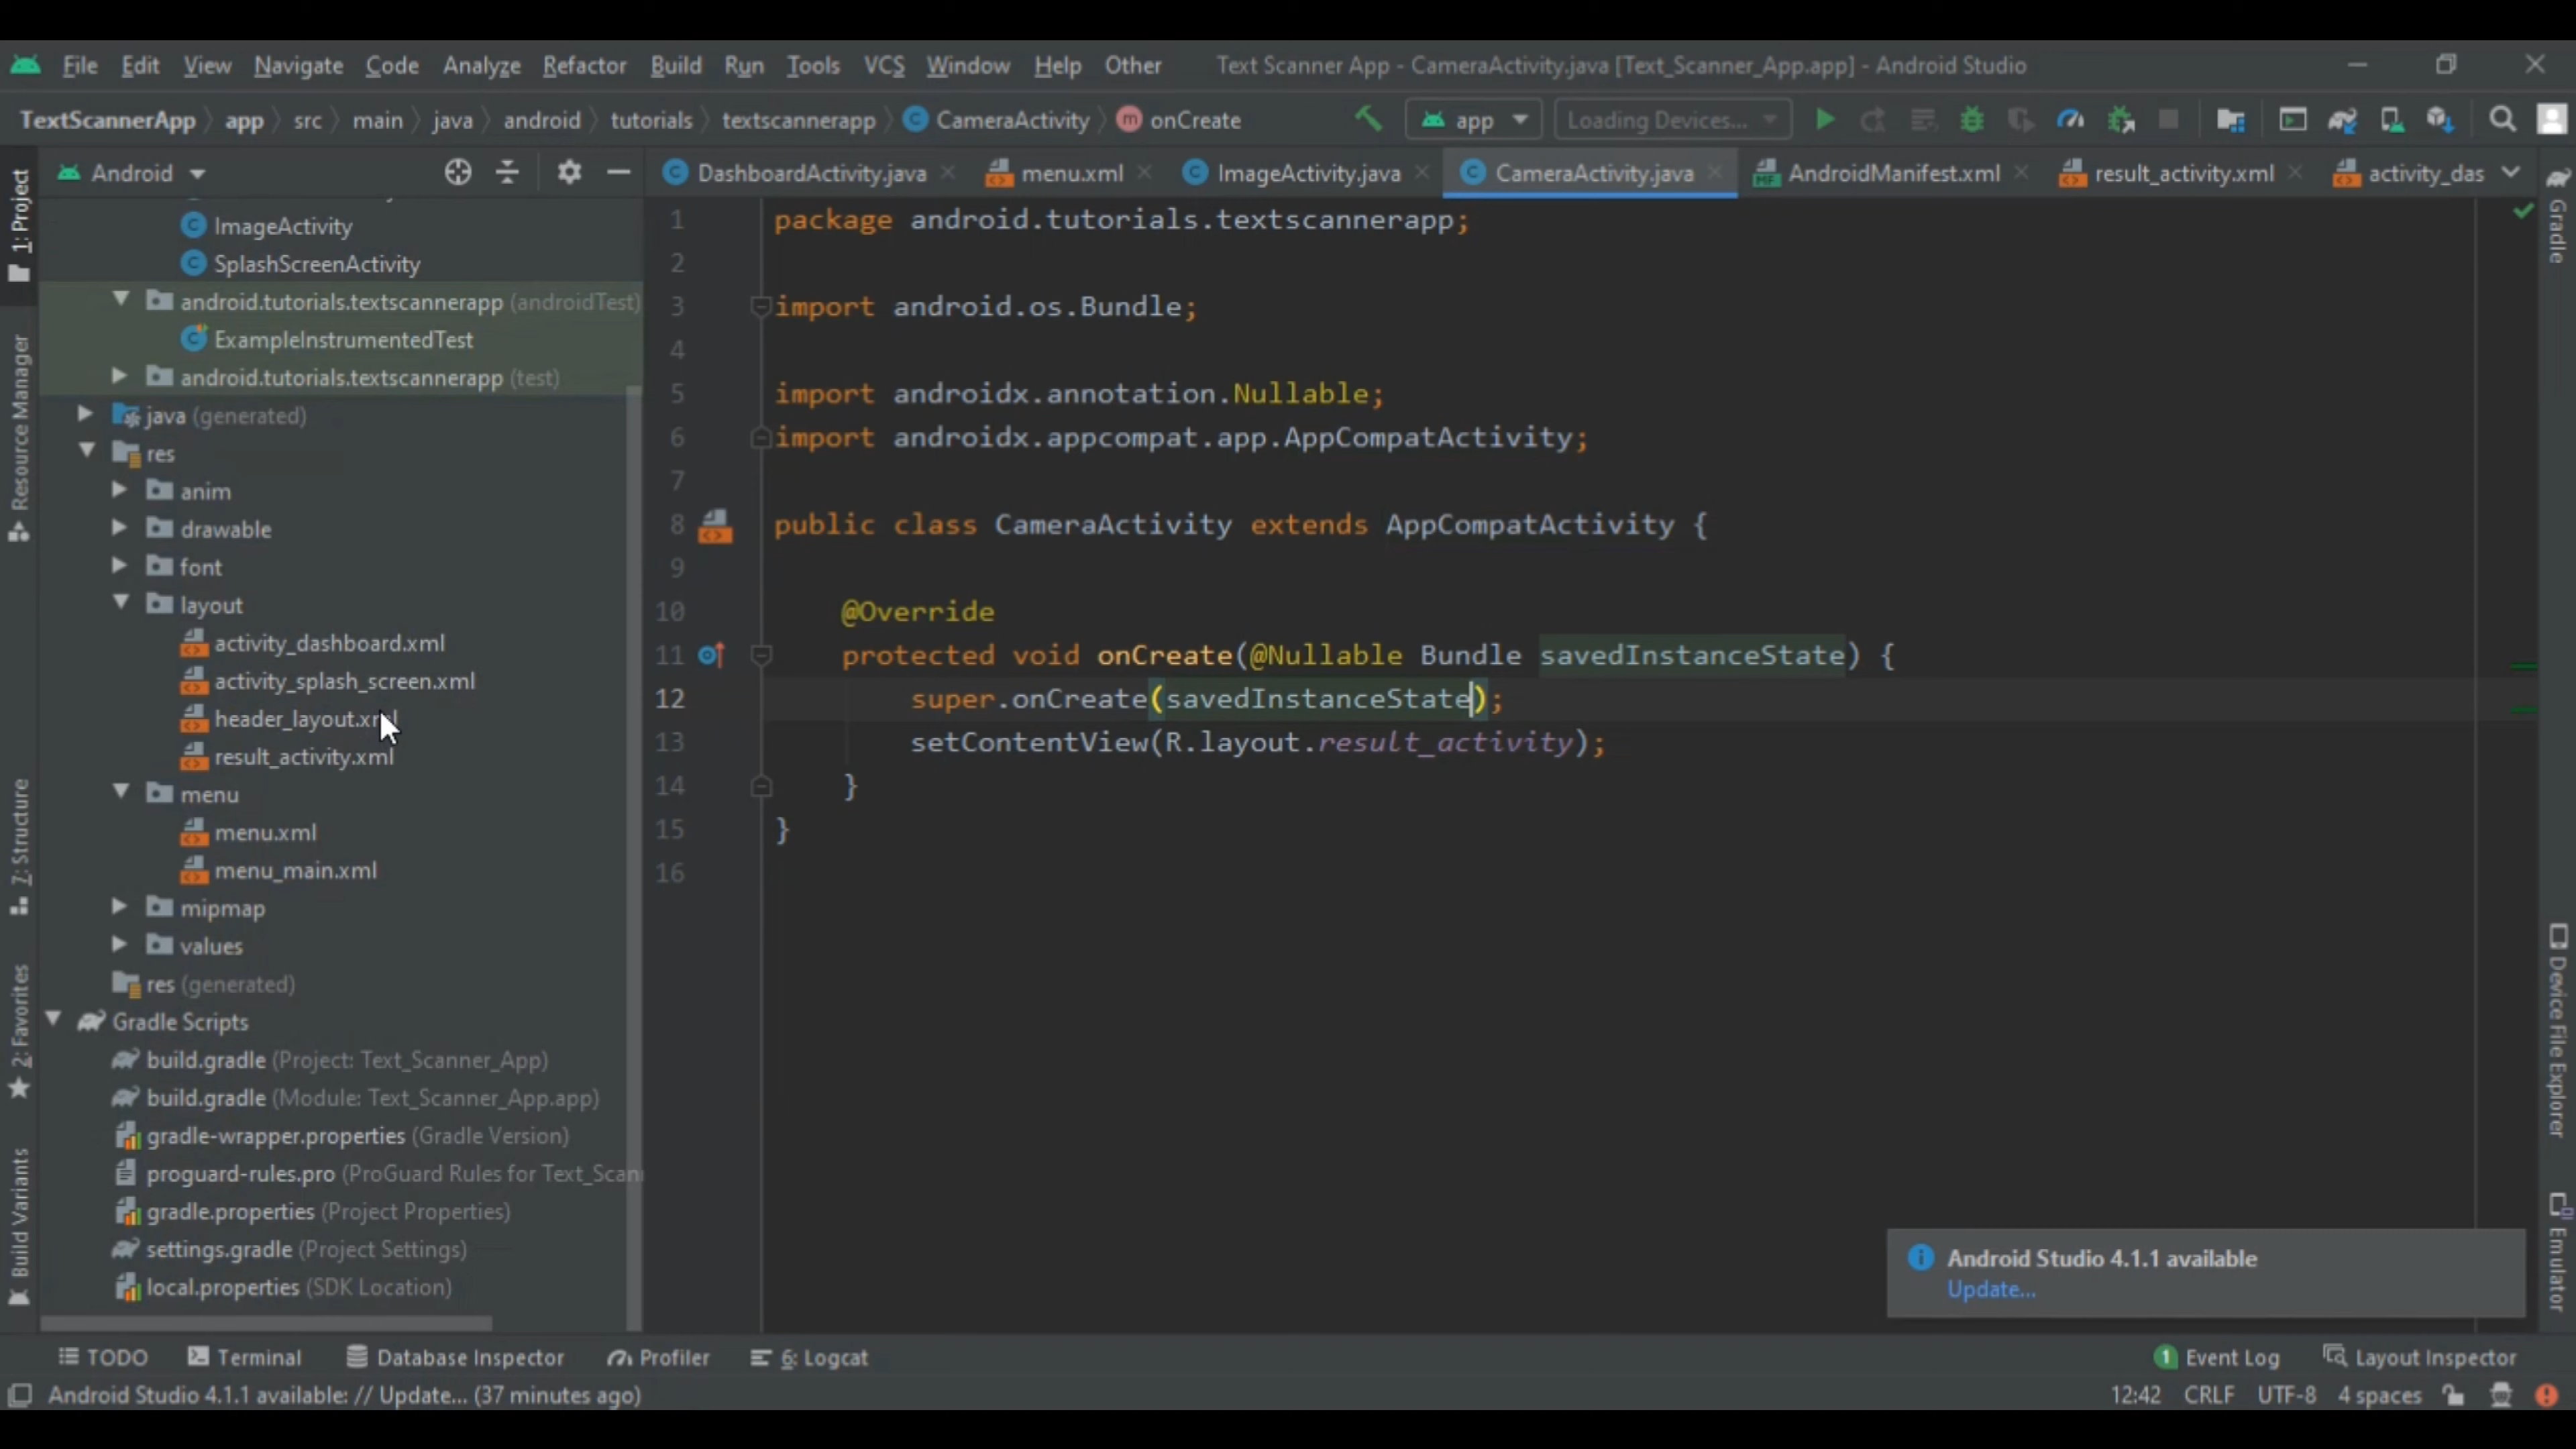 File Edit View Navigate Code Analyze Refactor Build Run Tools VCS Window Help Other Text Scanner App - CameraActivity.java [Text_Scanner_App.app] - Android Studio
TextScannerApp app src main java android tutorials textscannerapp CameraActivity onCreate app Loading Devices...
Android
DashboardActivity.java menu.xml ImageActivity.java CameraActivity.java AndroidManifest.xml result_activity.xml activity_das
1: Project
Resource Manager
7: Structure
2: Favorites
Build Variants
ImageActivity
SplashScreenActivity
android.tutorials.textscannerapp (androidTest)
ExampleInstrumentedTest
android.tutorials.textscannerapp (test)
java (generated)
res
anim
drawable
font
layout
activity_dashboard.xml
activity_splash_screen.xml
header_layout.xml
result_activity.xml
menu
menu.xml
menu_main.xml
mipmap
values
res (generated)
Gradle Scripts
build.gradle (Project: Text_Scanner_App)
build.gradle (Module: Text_Scanner_App.app)
gradle-wrapper.properties (Gradle Version)
proguard-rules.pro (ProGuard Rules for Text_Scan
gradle.properties (Project Properties)
settings.gradle (Project Settings)
local.properties (SDK Location)
1 package android.tutorials.textscannerapp;
2
3 import android.os.Bundle;
4
5 import androidx.annotation.Nullable;
6 import androidx.appcompat.app.AppCompatActivity;
7
8 public class CameraActivity extends AppCompatActivity {
9
10 @Override
11 protected void onCreate(@Nullable Bundle savedInstanceState) {
12 super.onCreate(savedInstanceState);
13 setContentView(R.layout.result_activity);
14 }
15 }
16
Gradle
Device File Explorer
Emulator
Android Studio 4.1.1 available
Update...
TODO Terminal Database Inspector Profiler 6: Logcat 1 Event Log Layout Inspector
Android Studio 4.1.1 available: // Update... (37 minutes ago) 12:42 CRLF UTF-8 4 spaces